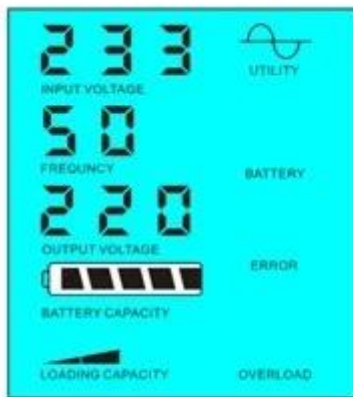 233
INPUT VOLTAGE
UTILITY
50
FREQUNCY
BATTERY
220
OUTPUT VOLTAGE
ERROR
BATTERY CAPACITY
LOADING CAPACITY
OVERLOAD